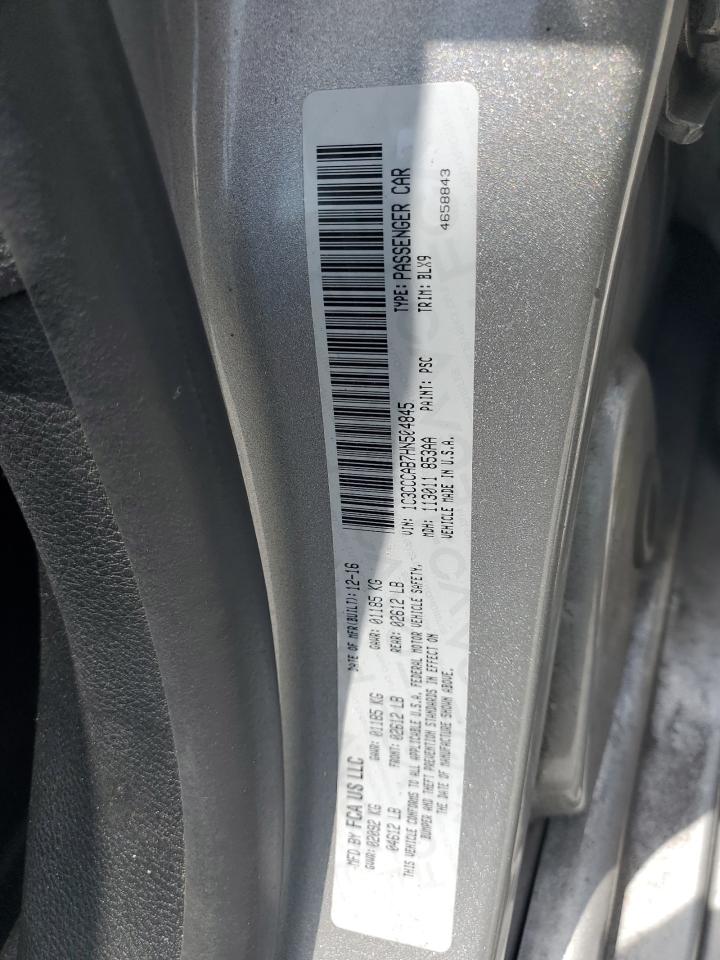 MFD BY FCA US LLC DATE OF MFR(BUILT): 12-16
GVWR: 02092 KG GAWR: 01185 KG GAWR: 01185 KG
04612 LB FRONT: 02612 LB REAR: 02612 LB
THIS VEHICLE CONFORMS TO ALL APPLICABLE U.S.A. FEDERAL MOTOR VEHICLE SAFETY,
BUMPER AND THEFT PREVENTION STANDARDS IN EFFECT ON
THE DATE OF MANUFACTURE SHOWN ABOVE.
VIN: 1C3CCCAB7HN504845 TYPE: PASSENGER CAR
MDH: 113011 853AA PAINT: PSC TRIM: BLX9
VEHICLE MADE IN U.S.A. 4658843